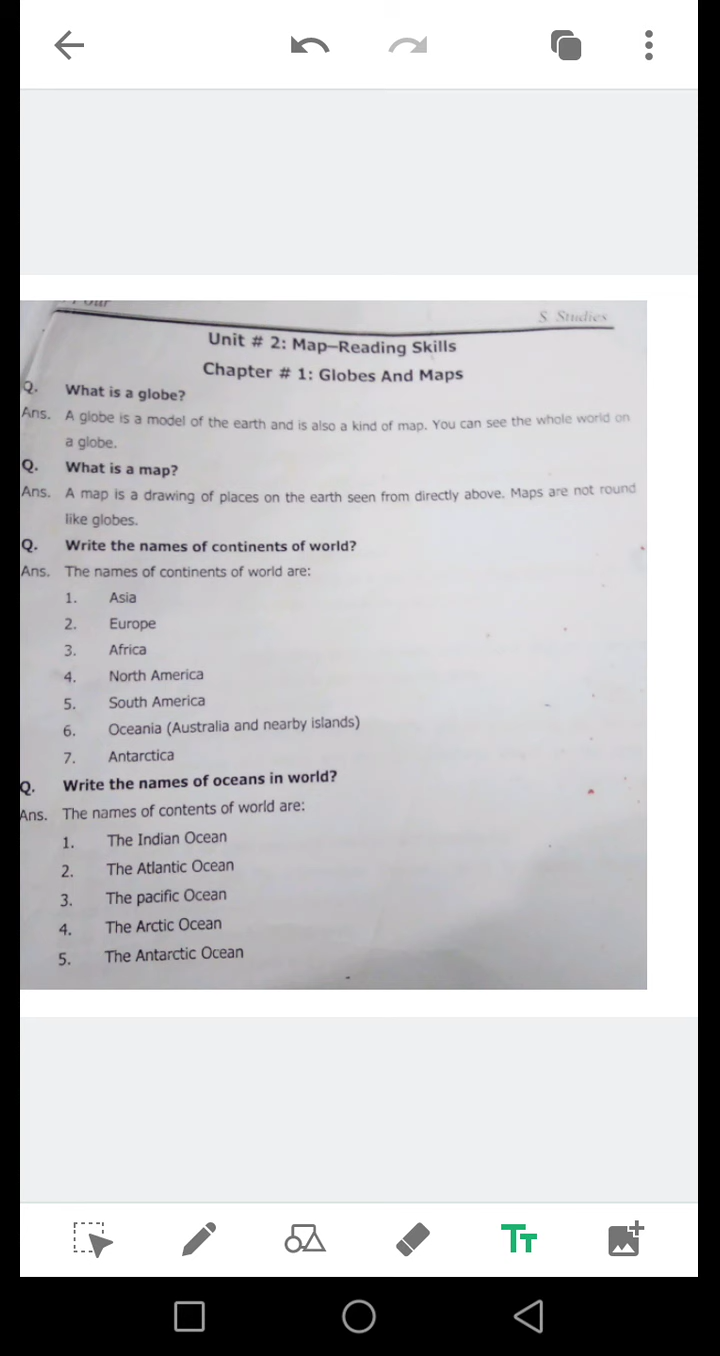 S. Studies
Unit # 2: Map–Reading Skills
Chapter # 1: Globes And Maps
Q. What is a globe?
Ans. A globe is a model of the earth and is also a kind of map. You can see the whole world on
a globe.
Q. What is a map?
Ans. A map is a drawing of places on the earth seen from directly above. Maps are not round
like globes.
Q. Write the names of continents of world?
Ans. The names of continents of world are:
1. Asia
2. Europe
3. Africa
4. North America
5. South America
6. Oceania (Australia and nearby islands)
7. Antarctica
Q. Write the names of oceans in world?
Ans. The names of contents of world are:
1. The Indian Ocean
2. The Atlantic Ocean
3. The pacific Ocean
4. The Arctic Ocean
5. The Antarctic Ocean
TT